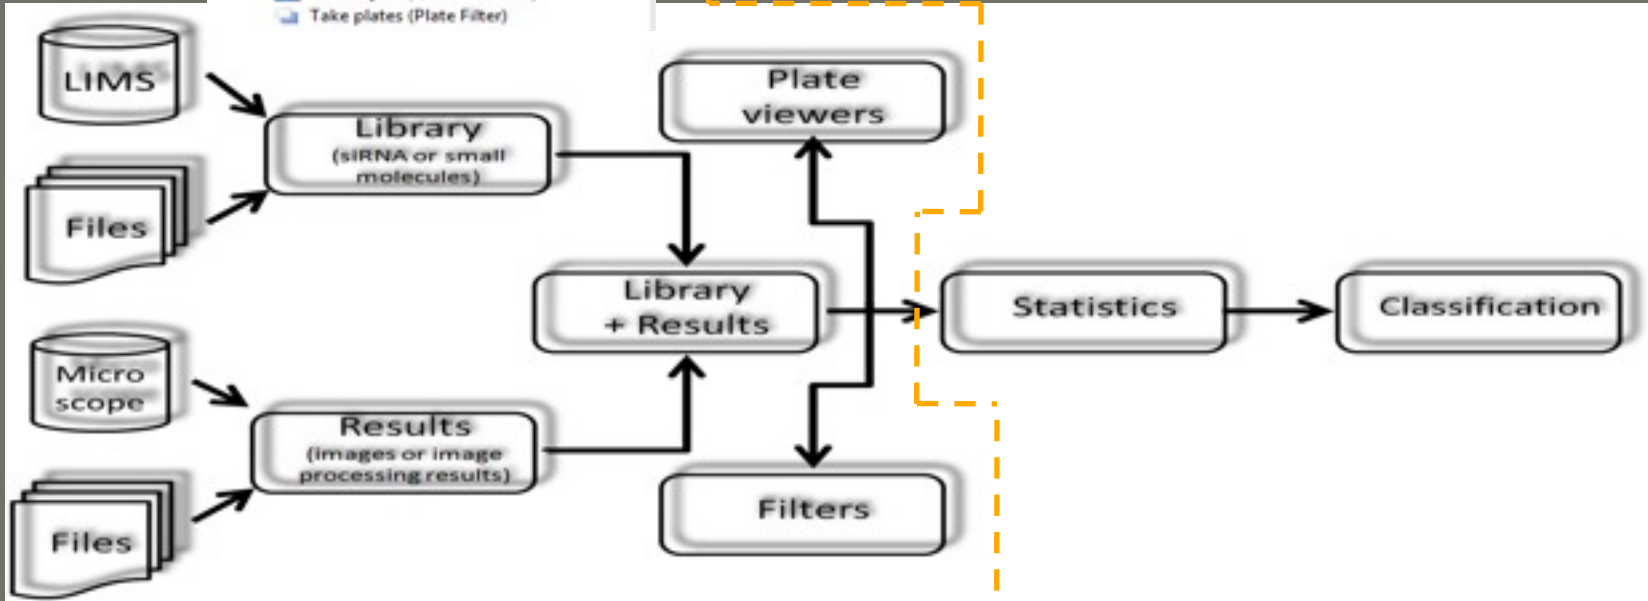 Take plates (Plate Filter)
LIMS
Library
(siRNA or small
molecules)
Files
Plate
viewers
Library
+ Results
Statistics
Classification
Micro
scope
Results
(images or image
processing results)
Files
Filters